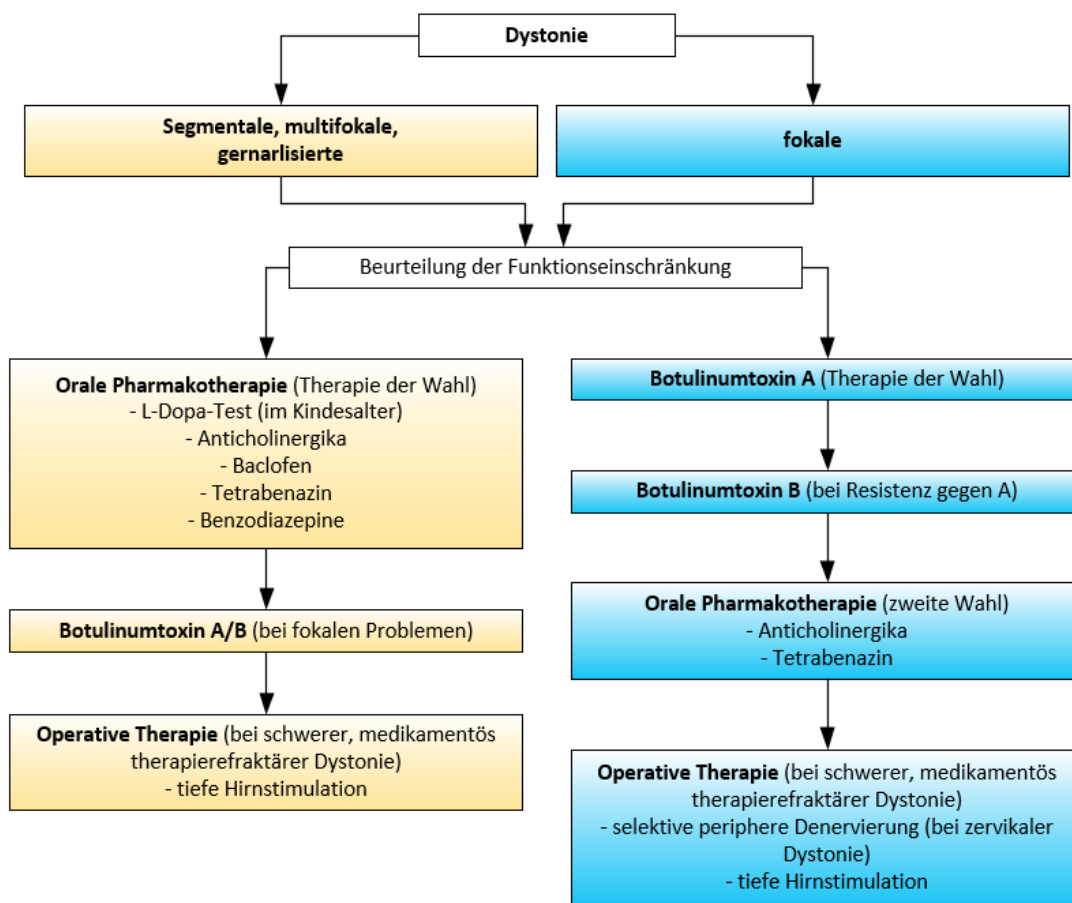 Dystonie
Segmentale, multifokale,
gernarlisierte
fokale
Beurteilung der Funktionseinschränkung
Orale Pharmakotherapie (Therapie der Wahl)
- L-Dopa-Test (im Kindesalter)
- Anticholinergika
- Baclofen
- Tetrabenazin
- Benzodiazepine
Botulinumtoxin A/B (bei fokalen Problemen)
Operative Therapie (bei schwerer, medikamentös
therapierefraktärer Dystonie)
- tiefe Hirnstimulation
Botulinumtoxin A (Therapie der Wahl)
Botulinumtoxin B (bei Resistenz gegen A)
Orale Pharmakotherapie (zweite Wahl)
- Anticholinergika
- Tetrabenazin
Operative Therapie (bei schwerer, medikamentös
therapierefraktärer Dystonie)
- selektive periphere Denervierung (bei zervikaler
Dystonie)
- tiefe Hirnstimulation